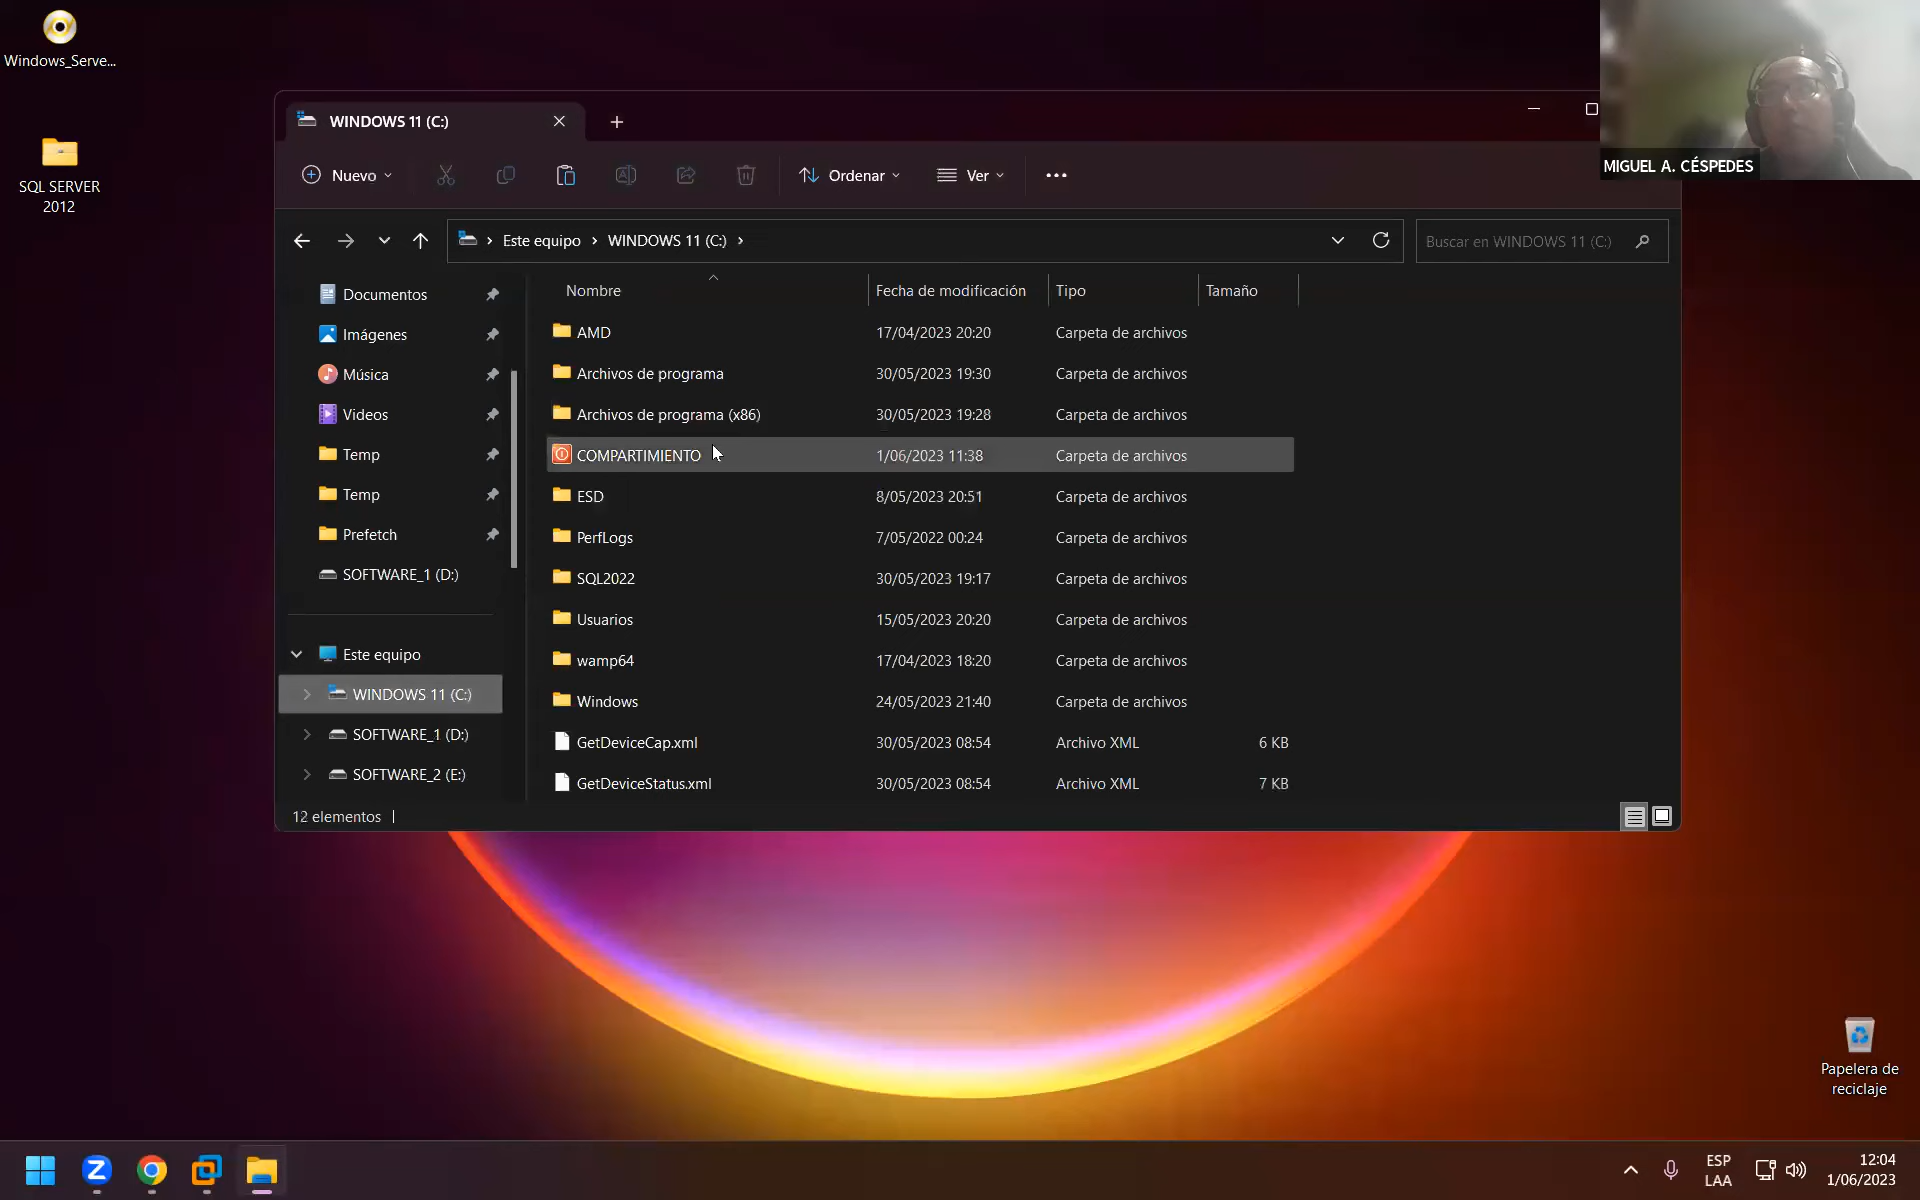 Windows_Serve...
SQL SERVER
2012
WINDOWS 11 (C:)
Nuevo
Ordenar
Ver
Este equipo
WINDOWS 11 (C:)
Buscar en WINDOWS 11 (C:)
MIGUEL A. CÉSPEDES
Documentos
Imágenes
Música
Videos
Temp
Temp
Prefetch
SOFTWARE_1 (D:)
Este equipo
WINDOWS 11 (C:)
SOFTWARE_1 (D:)
SOFTWARE_2 (E:)
Nombre Fecha de modificación Tipo Tamaño
AMD 17/04/2023 20:20 Carpeta de archivos
Archivos de programa 30/05/2023 19:30 Carpeta de archivos
Archivos de programa (x86) 30/05/2023 19:28 Carpeta de archivos
COMPARTIMIENTO 1/06/2023 11:38 Carpeta de archivos
ESD 8/05/2023 20:51 Carpeta de archivos
PerfLogs 7/05/2022 00:24 Carpeta de archivos
SQL2022 30/05/2023 19:17 Carpeta de archivos
Usuarios 15/05/2023 20:20 Carpeta de archivos
wamp64 17/04/2023 18:20 Carpeta de archivos
Windows 24/05/2023 21:40 Carpeta de archivos
GetDeviceCap.xml 30/05/2023 08:54 Archivo XML 6 KB
GetDeviceStatus.xml 30/05/2023 08:54 Archivo XML 7 KB
12 elementos
Papelera de
reciclaje
ESP
LAA
12:04
1/06/2023